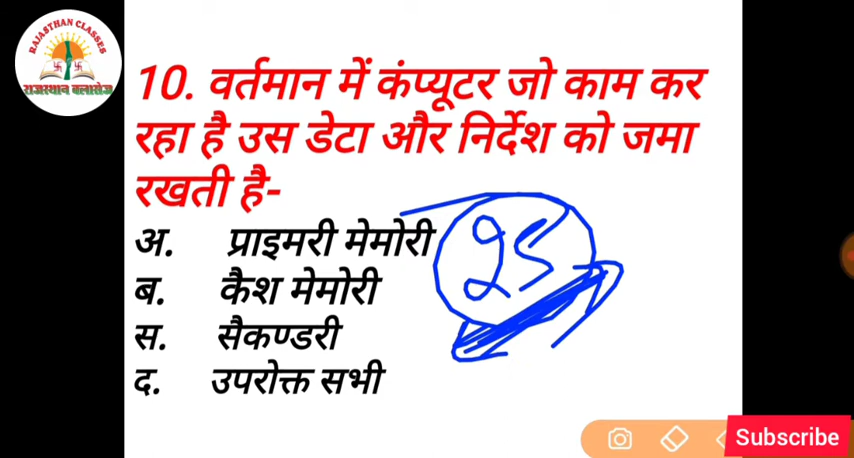 RAJASTHAN CLASSES
राजस्थान क्लासेज
10. वर्तमान में कंप्यूटर जो काम कर
रहा है उस डेटा और निर्देश को जमा
रखती है-
अ. प्राइमरी मेमोरी
ब. कैश मेमोरी
स. सैकण्डरी
द. उपरोक्त सभी
Subscribe